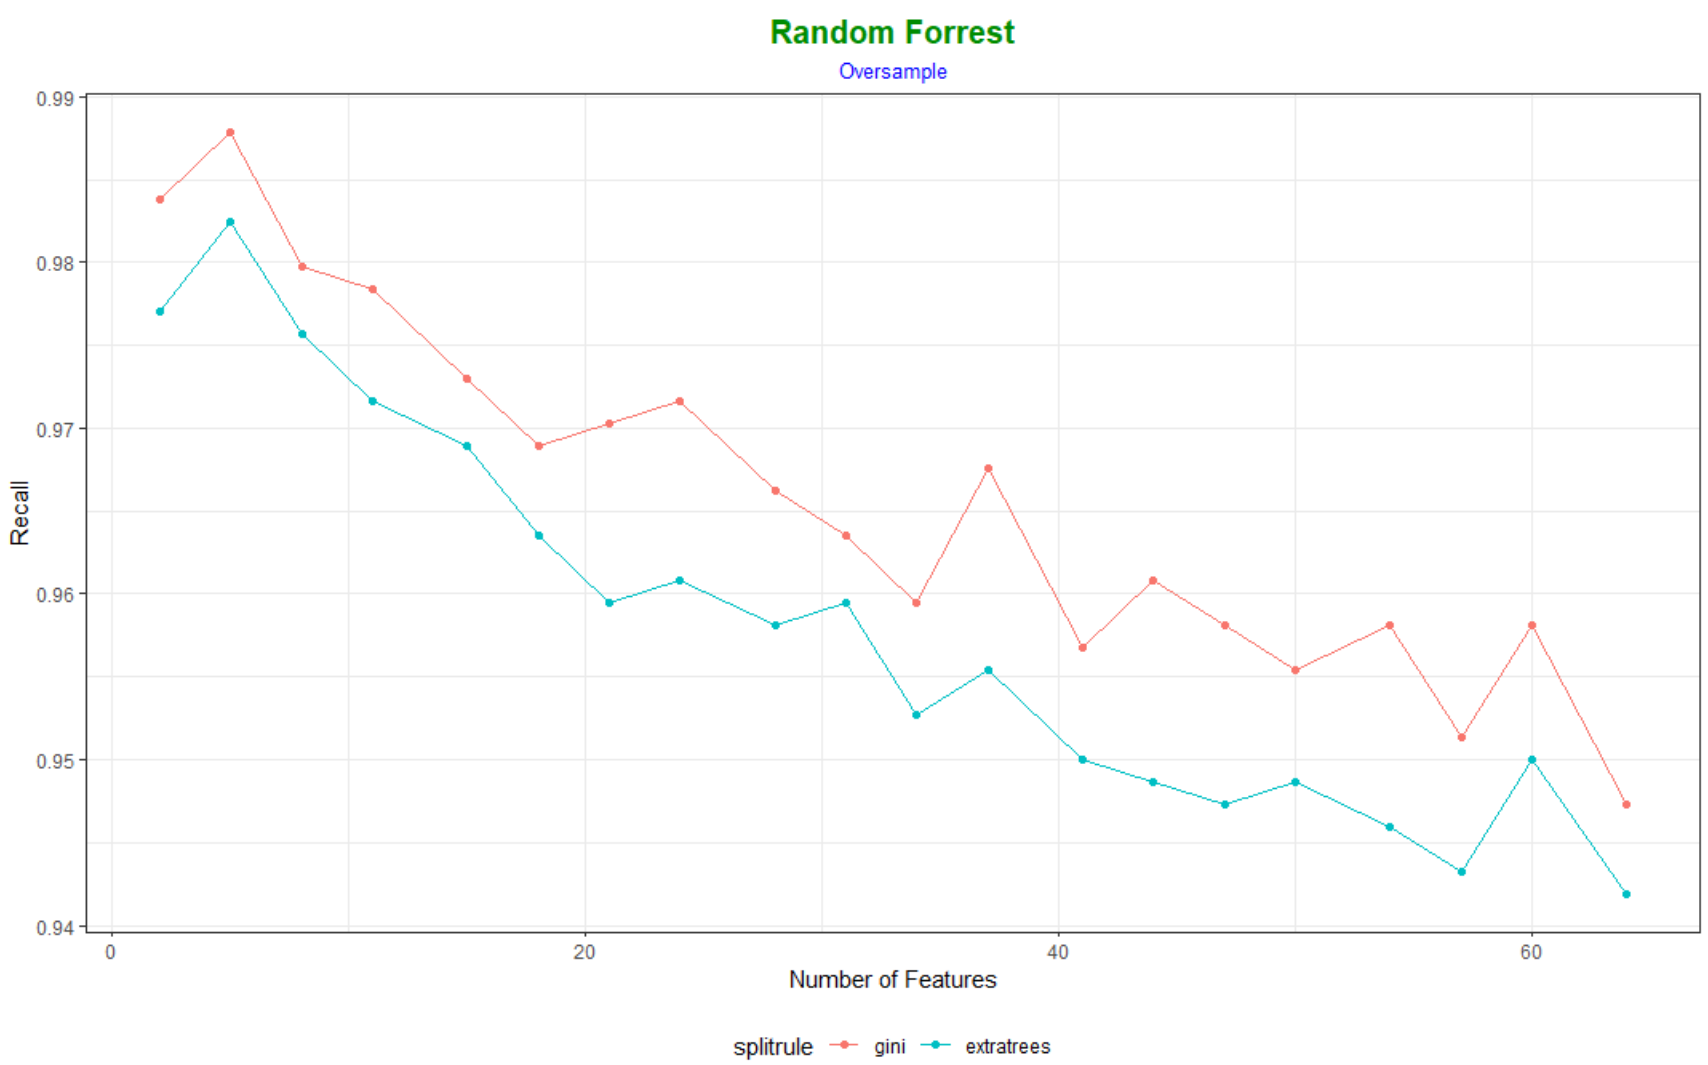 Random Forrest
Oversample
0.99
0.98
0.97
0.96
0.95
0.94
Recall
0 20 40 60
Number of Features
splitrule gini extratrees